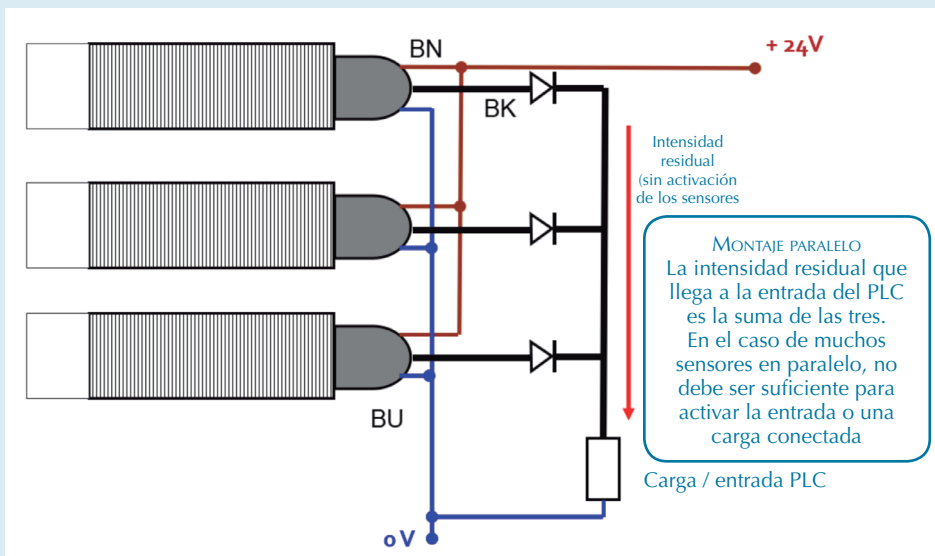 BN
+ 24V
BK
Intensidad
residual
(sin activación
de los sensores
Montaje paralelo
La intensidad residual que
llega a la entrada del PLC
es la suma de las tres.
En el caso de muchos
sensores en paralelo, no
debe ser suficiente para
activar la entrada o una
carga conectada
BU
Carga / entrada PLC
0 V